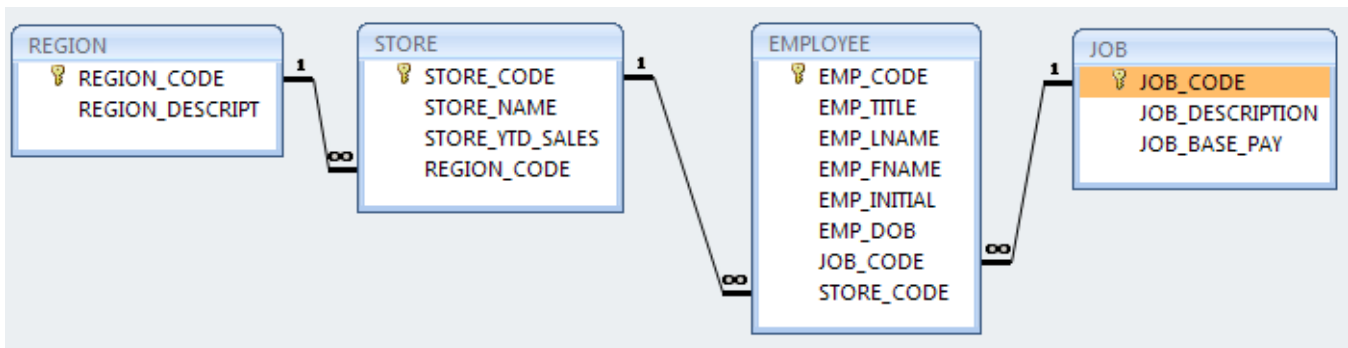 REGION
REGION_CODE
REGION_DESCRIPT
1
∞
STORE
STORE_CODE
STORE_NAME
STORE_YTD_SALES
REGION_CODE
1
∞
EMPLOYEE
EMP_CODE
EMP_TITLE
EMP_LNAME
EMP_FNAME
EMP_INITIAL
EMP_DOB
JOB_CODE
STORE_CODE
∞
1
JOB
JOB_CODE
JOB_DESCRIPTION
JOB_BASE_PAY